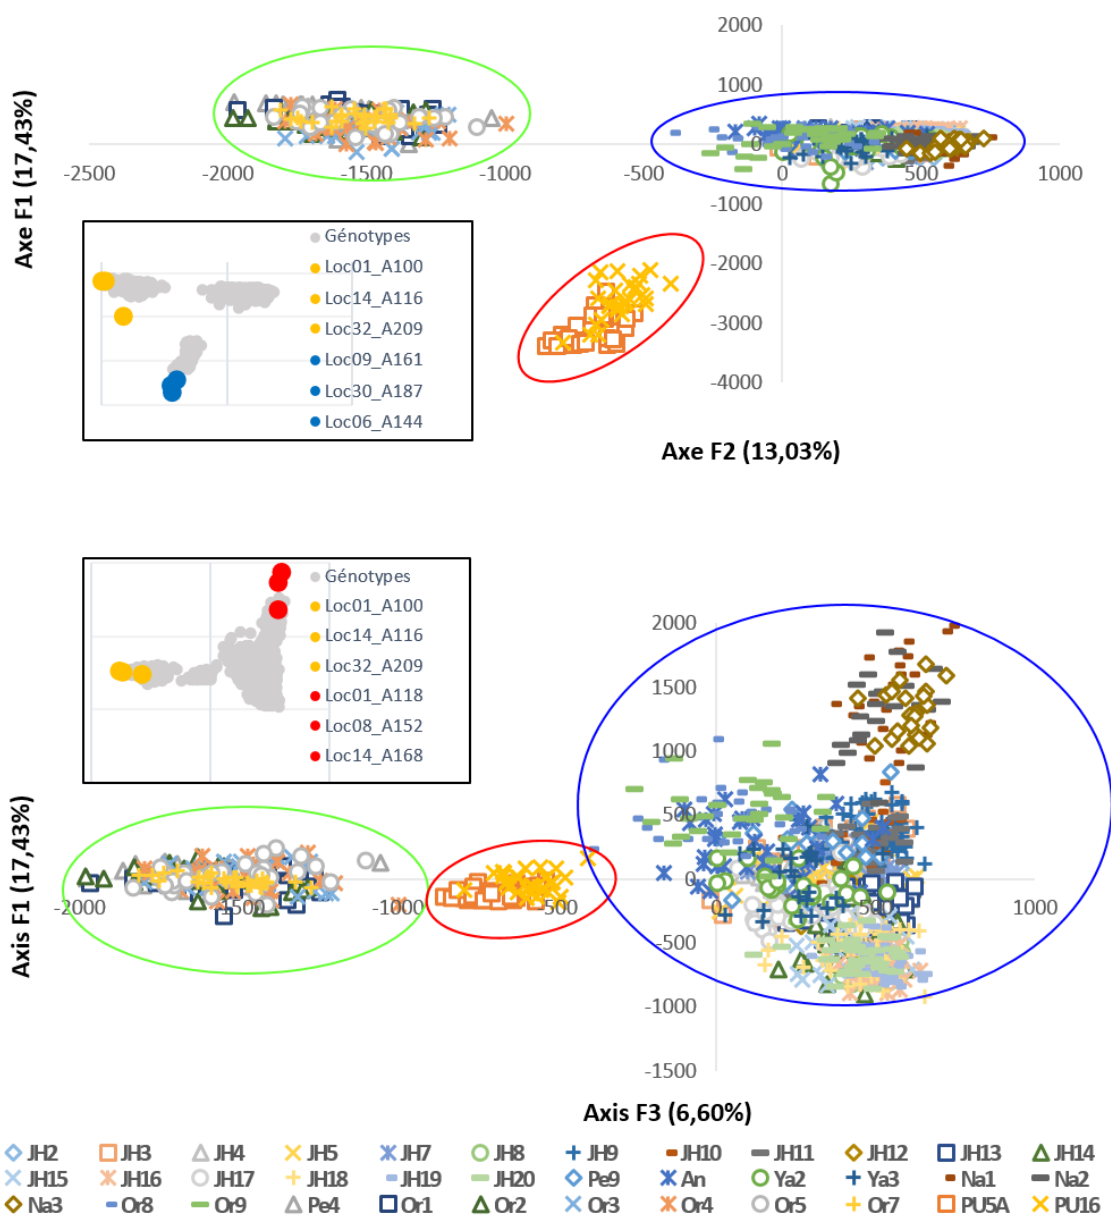 2000
1000
0
-2500 -2000 -1500 -1000 -500 0 500 1000
-1000
-2000
-3000
-4000
Axe F1 (17,43%)
Génotypes
Loc01_A100
Loc14_A116
Loc32_A209
Loc09_A161
Loc30_A187
Loc06_A144
Axe F2 (13,03%)
Génotypes
Loc01_A100
Loc14_A116
Loc32_A209
Loc01_A118
Loc08_A152
Loc14_A168
Axis F1 (17,43%)
2000
1500
1000
500
0
-2000 -1500 -1000 -500 0 500 1000
-500
-1000
-1500
Axis F3 (6,60%)
JH2 JH3 JH4 JH5 JH7 JH8 JH9 JH10 JH11 JH12 JH13 JH14
JH15 JH16 JH17 JH18 JH19 JH20 Pe9 An Ya2 Ya3 Na1 Na2
Na3 Or8 Or9 Pe4 Or1 Or2 Or3 Or4 Or5 Or7 PU5A PU16